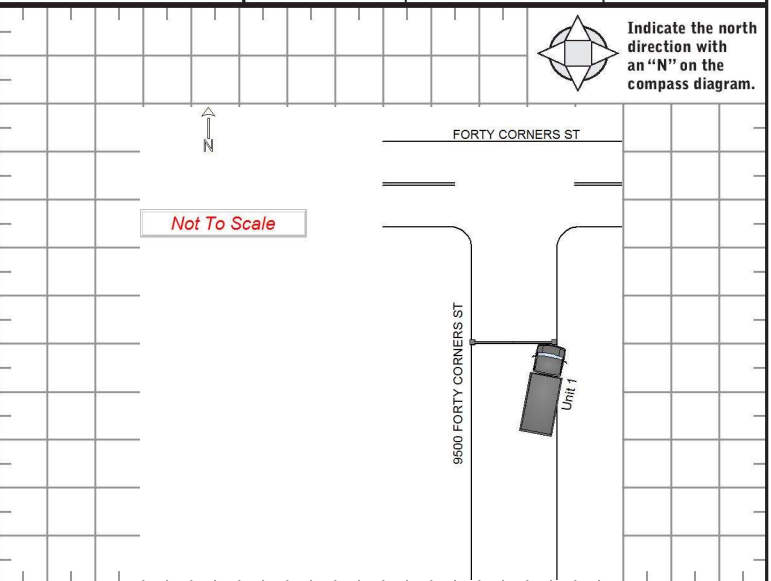 Indicate the north
direction with
an “N” on the
compass diagram.
N
FORTY CORNERS ST
Not To Scale
9500 FORTY CORNERS ST
Unit 1